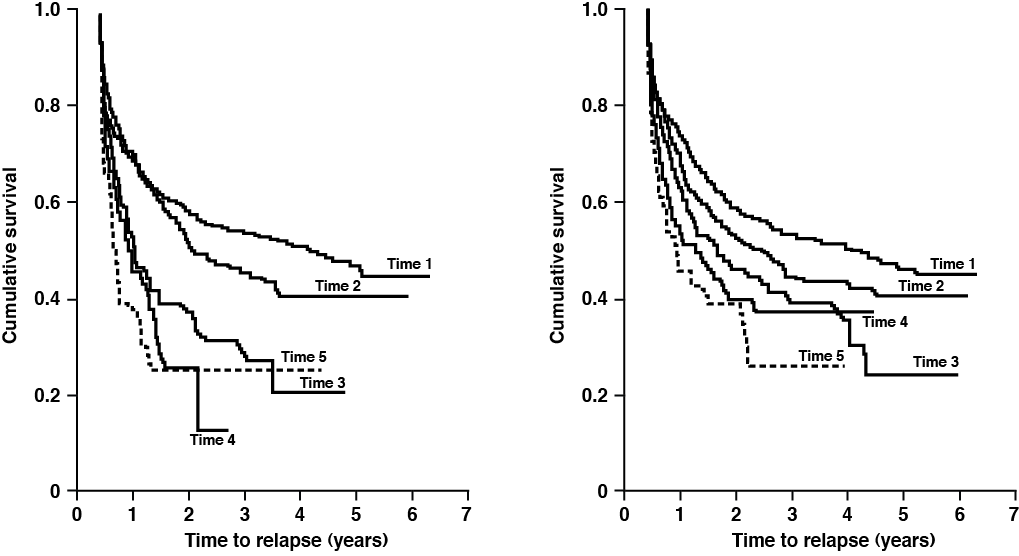 1.0
0.8
0.6
0.4
0.2
0
Cumulative survival
0 1 2 3 4 5 6 7
Time to relapse (years)
Time 1
Time 2
Time 5
Time 3
Time 4
1.0
0.8
0.6
0.4
0.2
0
Cumulative survival
0 1 2 3 4 5 6 7
Time to relapse (years)
Time 1
Time 2
Time 4
Time 5
Time 3